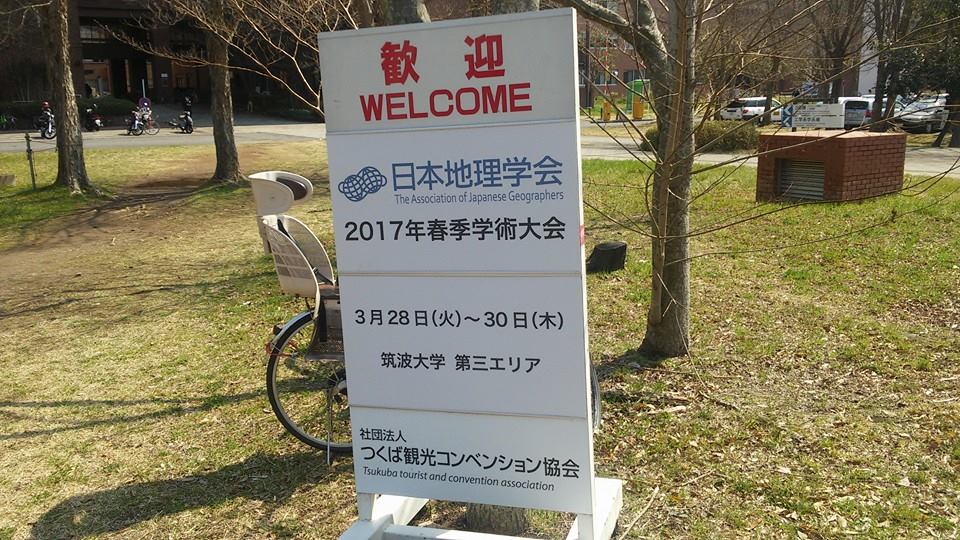 歓迎
WELCOME
日本地理学会
The Association of Japanese Geographers
2017年春季学術大会
3月28日(火)～30日(木)
筑波大学 第三エリア
社団法人
つくば観光コンベンション協会
Tsukuba tourist and convention association